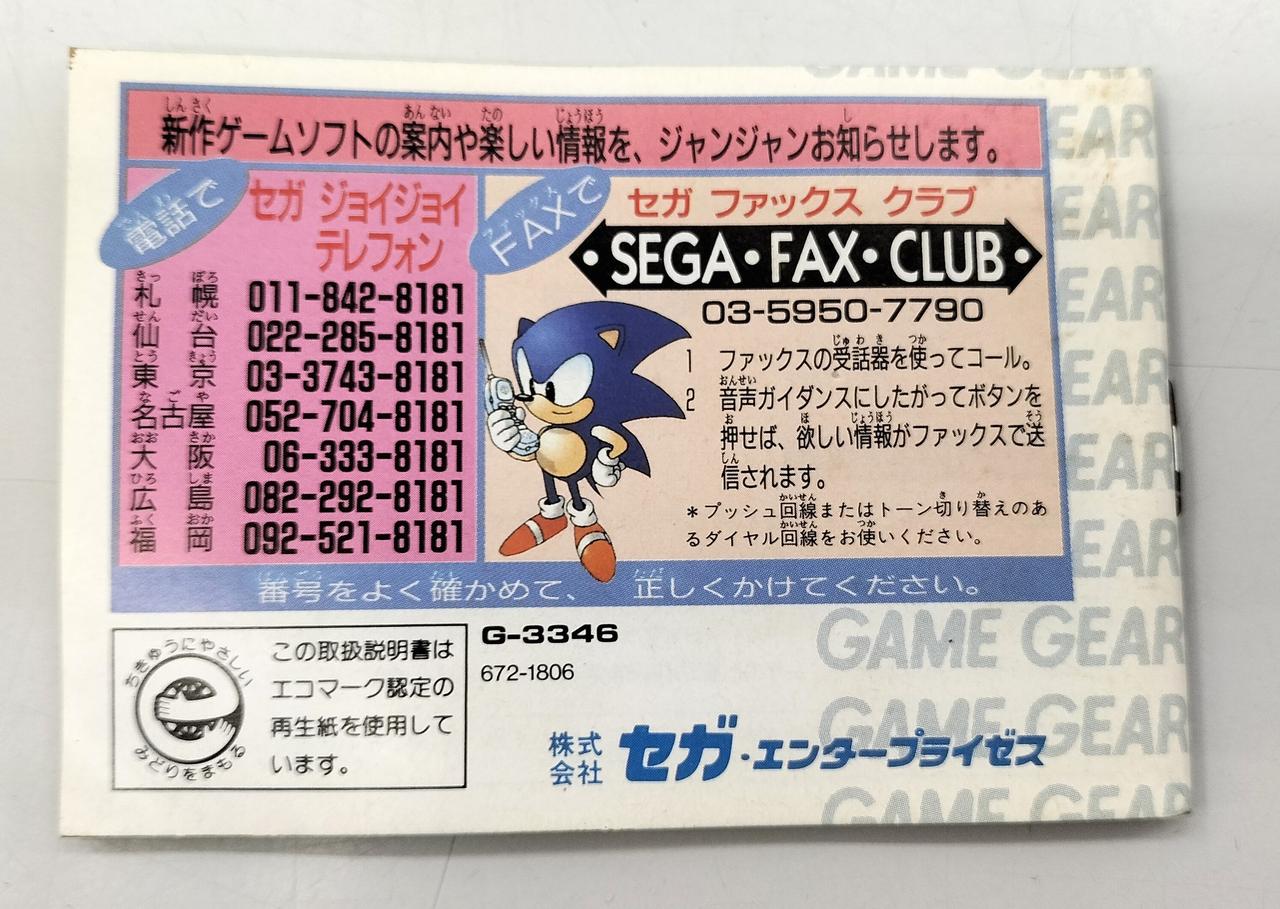 新作ゲームソフトの案内や楽しい情報を、ジャンジャンお知らせします。
電話で
セガ ジョイジョイ
テレフォン
札幌 011-842-8181
仙台 022-285-8181
東京 03-3743-8181
名古屋 052-704-8181
大阪 06-333-8181
広島 082-292-8181
福岡 092-521-8181
FAXで
セガ ファックス クラブ
・SEGA・FAX・CLUB・
03-5950-7790
1 ファックスの受話器を使ってコール。
2 音声ガイダンスにしたがってボタンを
押せば、欲しい情報がファックスで送
信されます。
*プッシュ回線またはトーン切り替えのあ
るダイヤル回線をお使いください。
番号をよく確かめて、 正しくかけてください。
ちきゅうにやさしい
みどりをまもる
この取扱説明書は
エコマーク認定の
再生紙を使用して
います。
G-3346
672-1806
株式会社 セガ・エンタープライゼス
GAME GEAR
GEAR
GEAR
GEAR
GEAR
GEAR
GEAR
GAME GEAR
GAME GEAR
GAME GEAR